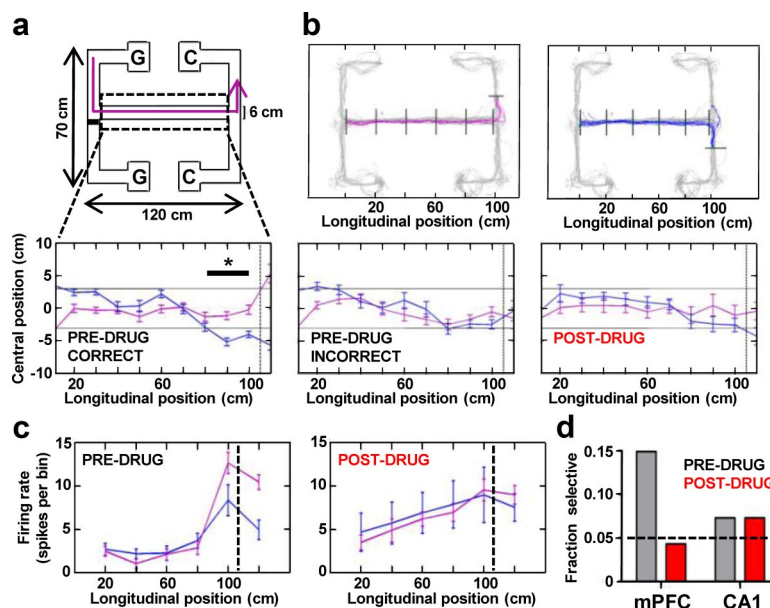 a
G C
70 cm
6 cm
G C
120 cm
b
20 60 100
Longitudinal position (cm)
20 60 100
Longitudinal position (cm)
Central position (cm)
10
5
0
-5
-10
*
PRE-DRUG
CORRECT
20 60 100
Longitudinal position (cm)
PRE-DRUG
INCORRECT
20 60 100
Longitudinal position (cm)
POST-DRUG
20 60 100
Longitudinal position (cm)
c
Firing rate
(spikes per bin)
15
10
5
0
PRE-DRUG
20 60 100
Longitudinal position (cm)
15
10
5
0
POST-DRUG
20 60 100
Longitudinal position (cm)
d
Fraction selective
0.15
0.05
0
PRE-DRUG
POST-DRUG
mPFC CA1